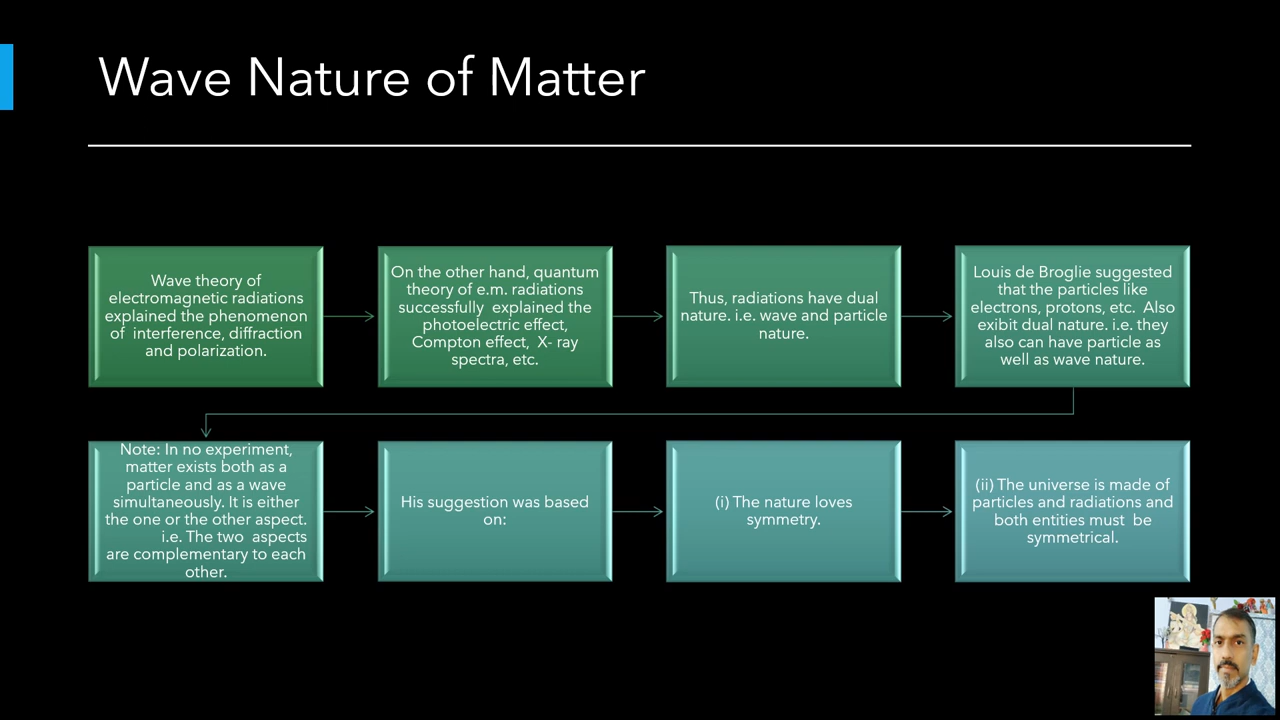 Wave Nature of Matter
Wave theory of
electromagnetic radiations
explained the phenomenon
of interference, diffraction
and polarization.
On the other hand, quantum
theory of e.m. radiations
successfully explained the
photoelectric effect,
Compton effect, X- ray
spectra, etc.
Thus, radiations have dual
nature. i.e. wave and particle
nature.
Louis de Broglie suggested
that the particles like
electrons, protons, etc. Also
exibit dual nature. i.e. they
also can have particle as
well as wave nature.
Note: In no experiment,
matter exists both as a
particle and as a wave
simultaneously. It is either
the one or the other aspect.
i.e. The two aspects
are complementary to each
other.
His suggestion was based
on:
(i) The nature loves
symmetry.
(ii) The universe is made of
particles and radiations and
both entities must be
symmetrical.